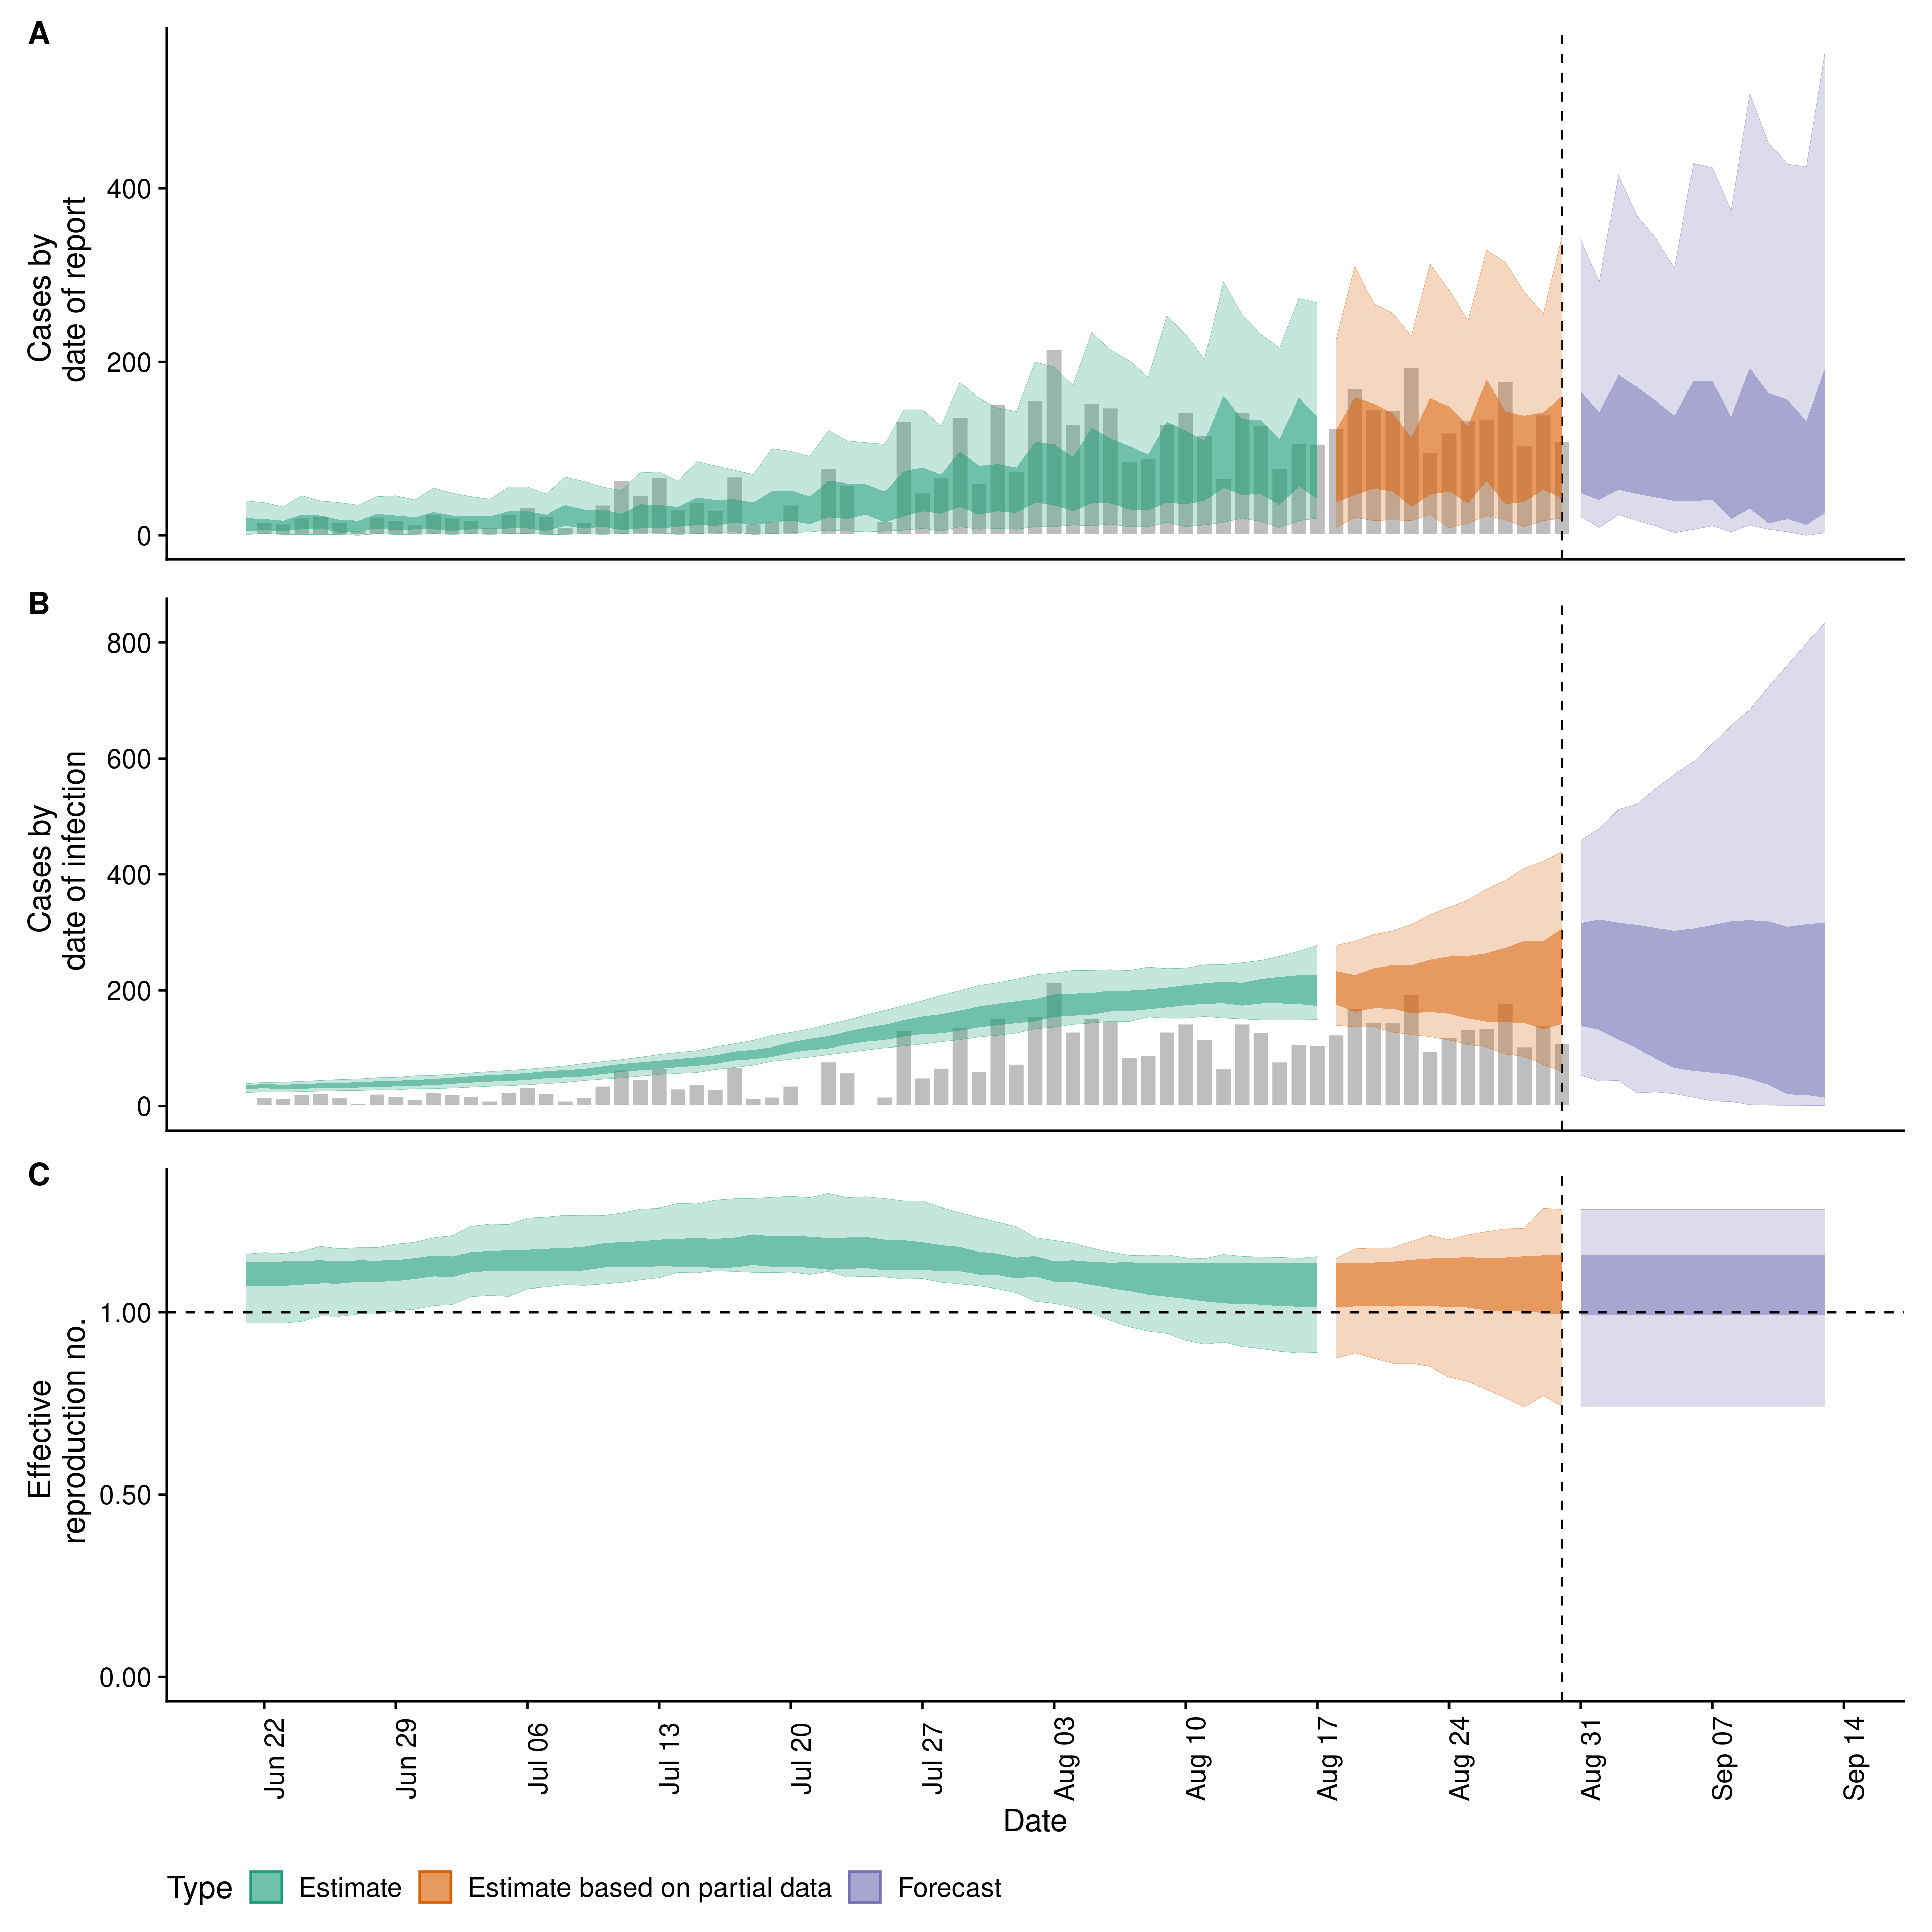 A
Cases by
date of report
400
200
0
B
Cases by
date of infection
800
600
400
200
0
C
Effective
reproduction no.
1.00
0.50
0.00
Jun 22
Jun 29
Jul 06
Jul 13
Jul 20
Jul 27
Aug 03
Aug 10
Aug 17
Aug 24
Aug 31
Sep 07
Sep 14
Date
Type Estimate Estimate based on partial data Forecast